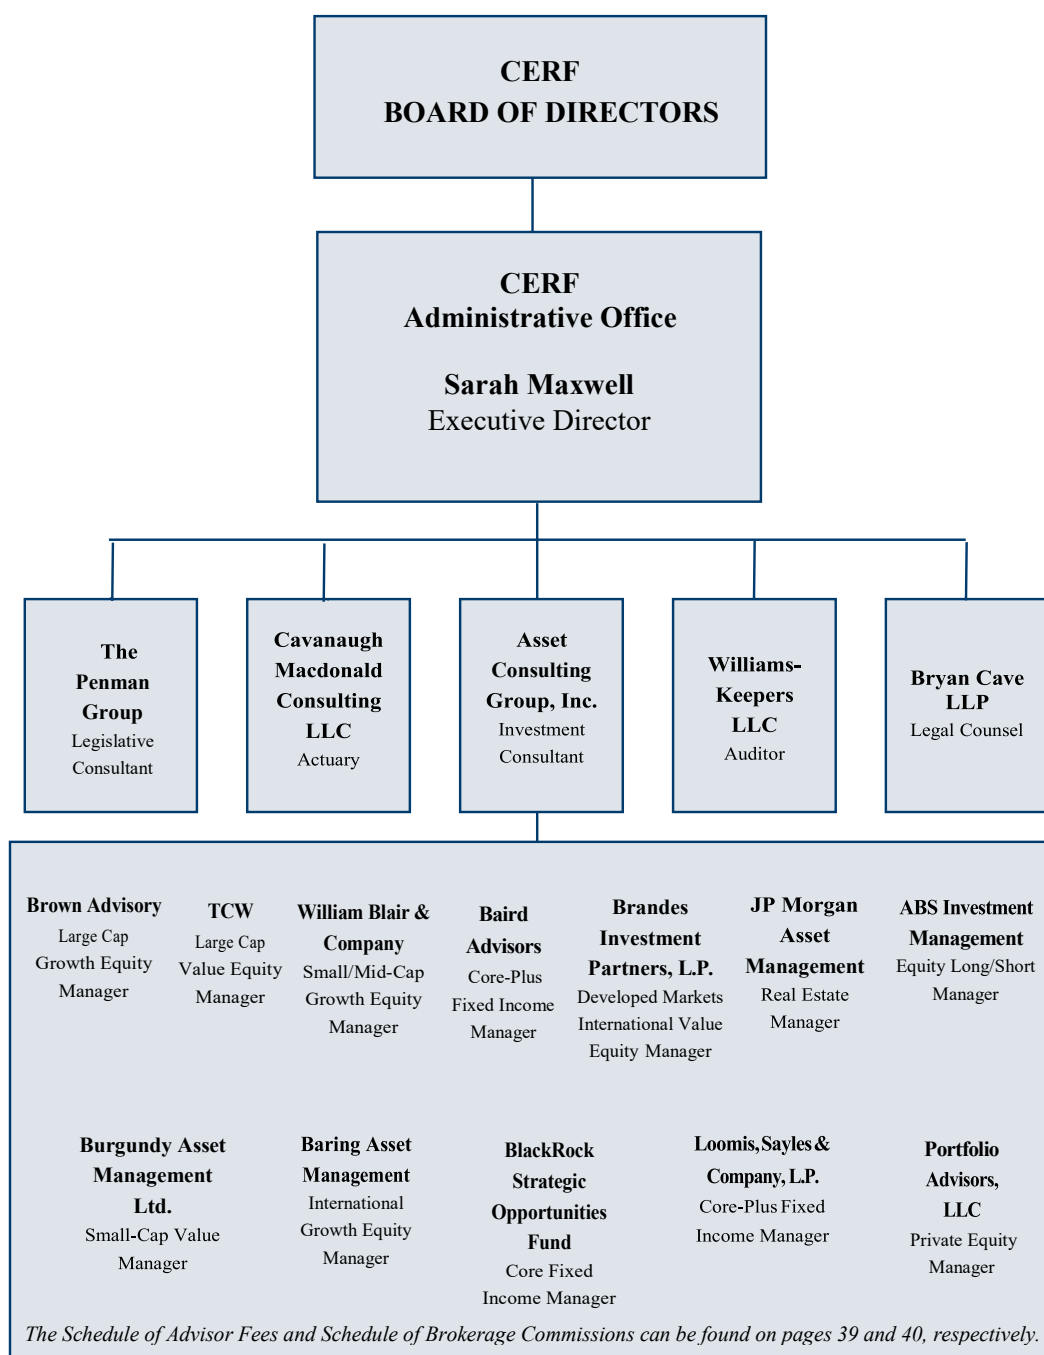 CERF
BOARD OF DIRECTORS
CERF
Administrative Office
Sarah Maxwell
Executive Director
The
Penman
Group
Legislative
Consultant
Cavanaugh
Macdonald
Consulting
LLC
Actuary
Asset
Consulting
Group, Inc.
Investment
Consultant
Williams-
Keepers
LLC
Auditor
Bryan Cave
LLP
Legal Counsel
Brown Advisory
Large Cap
Growth Equity
Manager
TCW
Large Cap
Value Equity
Manager
William Blair &
Company
Small/Mid-Cap
Growth Equity
Manager
Baird
Advisors
Core-Plus
Fixed Income
Manager
Brandes
Investment
Partners, L.P.
Developed Markets
International Value
Equity Manager
JP Morgan
Asset
Management
Real Estate
Manager
ABS Investment
Management
Equity Long/Short
Manager
Burgundy Asset
Management
Ltd.
Small-Cap Value
Manager
Baring Asset
Management
International
Growth Equity
Manager
BlackRock
Strategic
Opportunities
Fund
Core Fixed
Income Manager
Loomis, Sayles &
Company, L.P.
Core-Plus Fixed
Income Manager
Portfolio
Advisors,
LLC
Private Equity
Manager
The Schedule of Advisor Fees and Schedule of Brokerage Commissions can be found on pages 39 and 40, respectively.